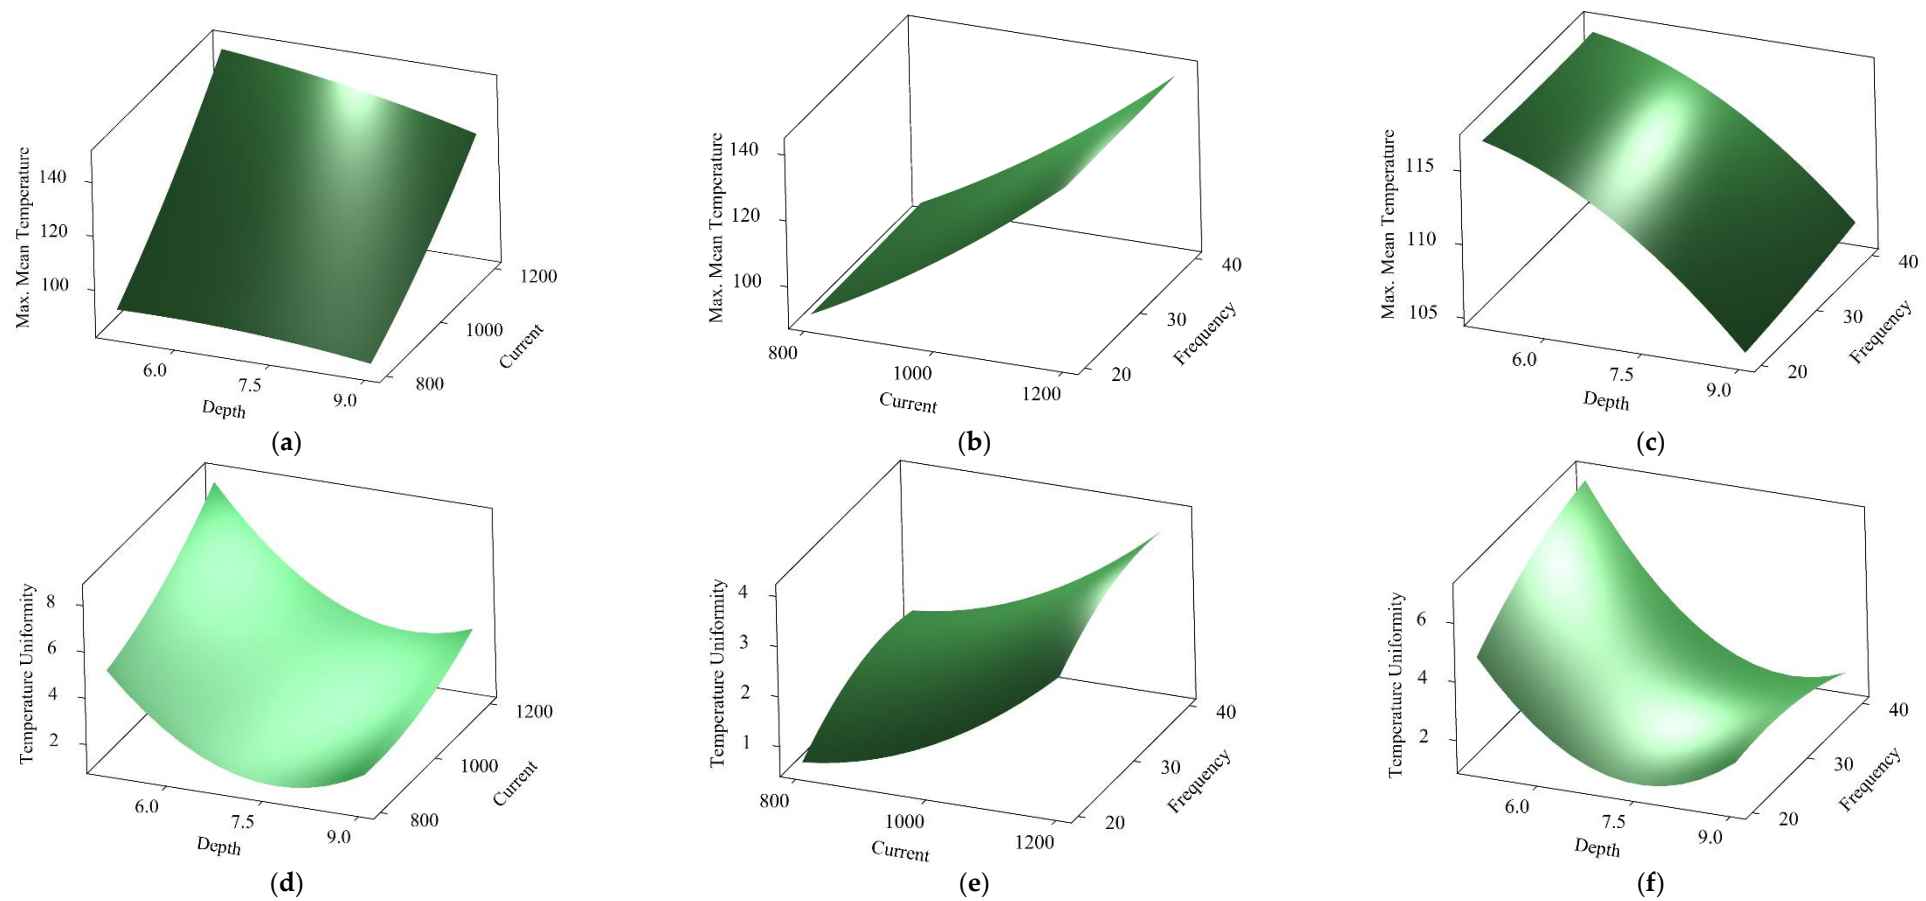 Max. Mean Temperature
140
120
100
6.0
7.5
9.0
Depth
800
1000
1200
Current
(a)
Max. Mean Temperature
140
120
100
800
1000
1200
Current
20
30
40
Frequency
(b)
Max. Mean Temperature
115
110
105
6.0
7.5
9.0
Depth
20
30
40
Frequency
(c)
Temperature Uniformity
8
6
4
2
6.0
7.5
9.0
Depth
800
1000
1200
Current
(d)
Temperature Uniformity
4
3
2
1
800
1000
1200
Current
20
30
40
Frequency
(e)
Temperature Uniformity
6
4
2
6.0
7.5
9.0
Depth
20
30
40
Frequency
(f)